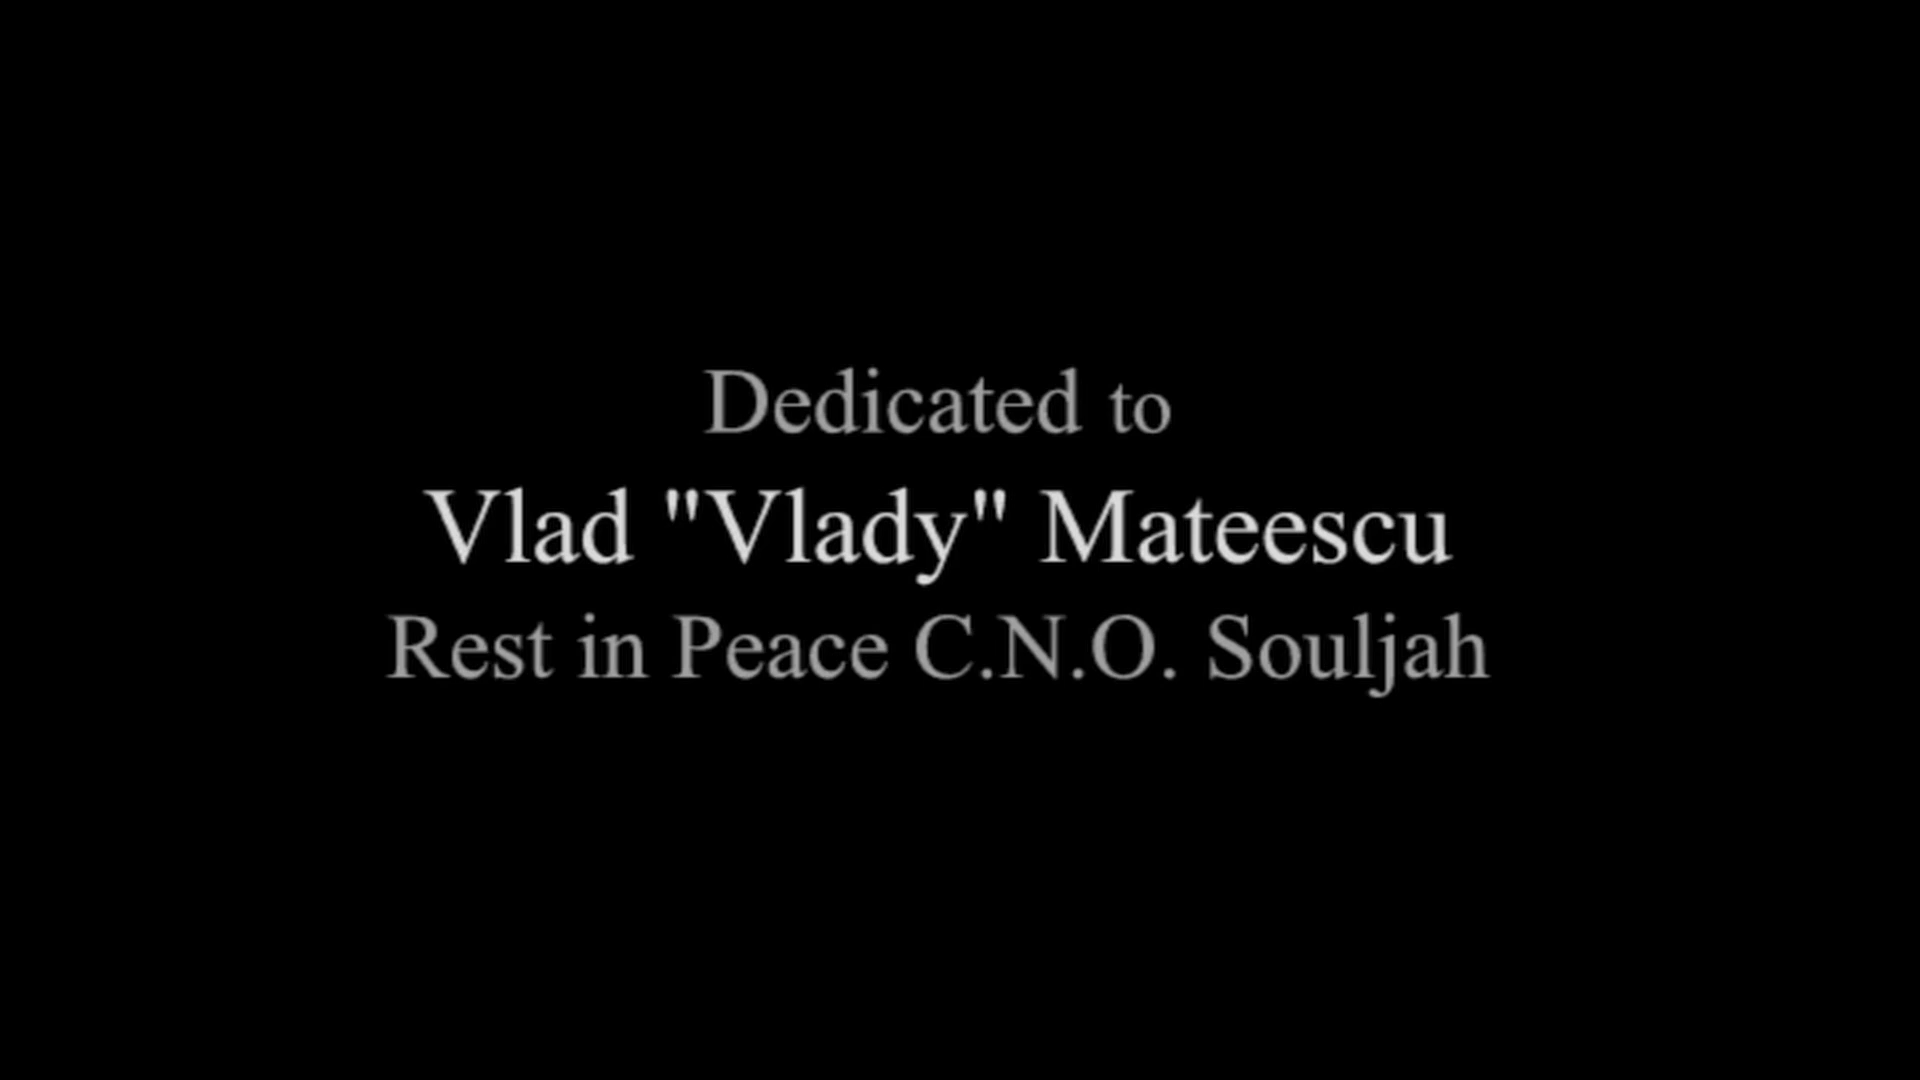 Dedicated to
Vlad "Vlady" Mateescu
Rest in Peace C.N.O. Souljah